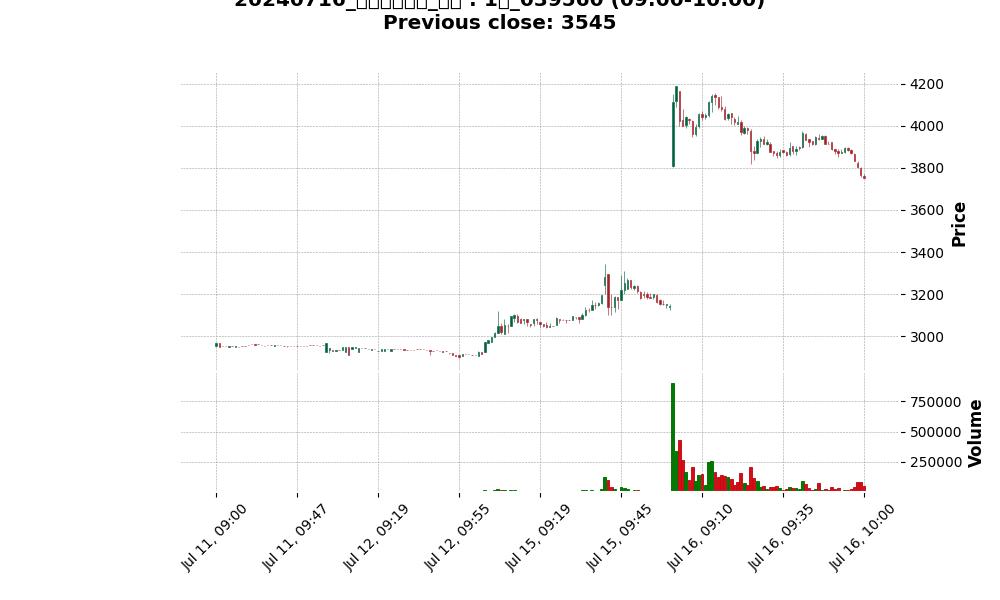 Previous close: 3545
4200
4000
3800
3600
3400
3200
3000
Price
750000
500000
250000
Volume
Jul 11, 09:00
Jul 11, 09:47
Jul 12, 09:19
Jul 12, 09:55
Jul 15, 09:19
Jul 15, 09:45
Jul 16, 09:10
Jul 16, 09:35
Jul 16, 10:00